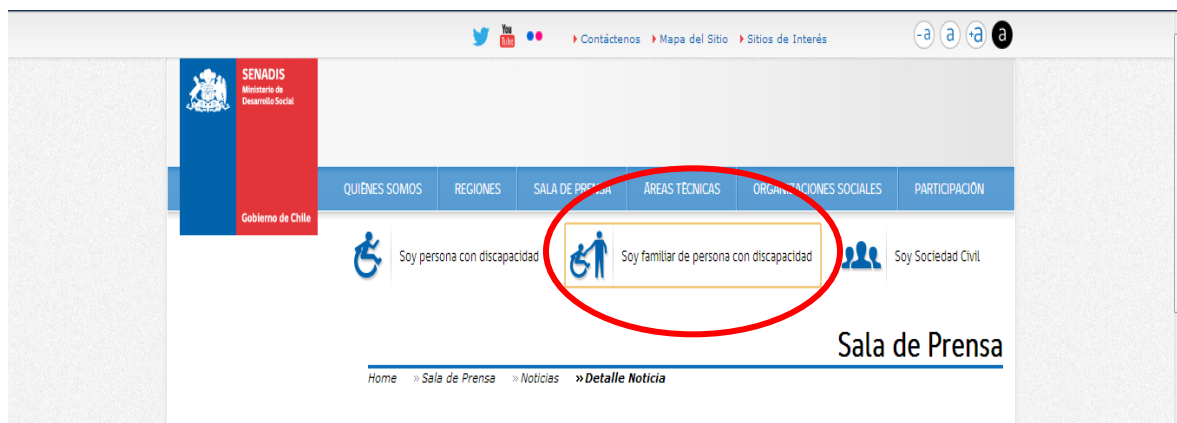 You
Tube
Contáctenos Mapa del Sitio Sitios de Interés
-a a +a a
SENADIS
Ministerio de
Desarrollo Social
Gobierno de Chile
QUIÉNES SOMOS REGIONES SALA DE PRENSA ÁREAS TÉCNICAS ORGANIZACIONES SOCIALES PARTICIPACIÓN
Soy persona con discapacidad Soy familiar de persona con discapacidad Soy Sociedad Civil
Sala de Prensa
Home » Sala de Prensa » Noticias » Detalle Noticia